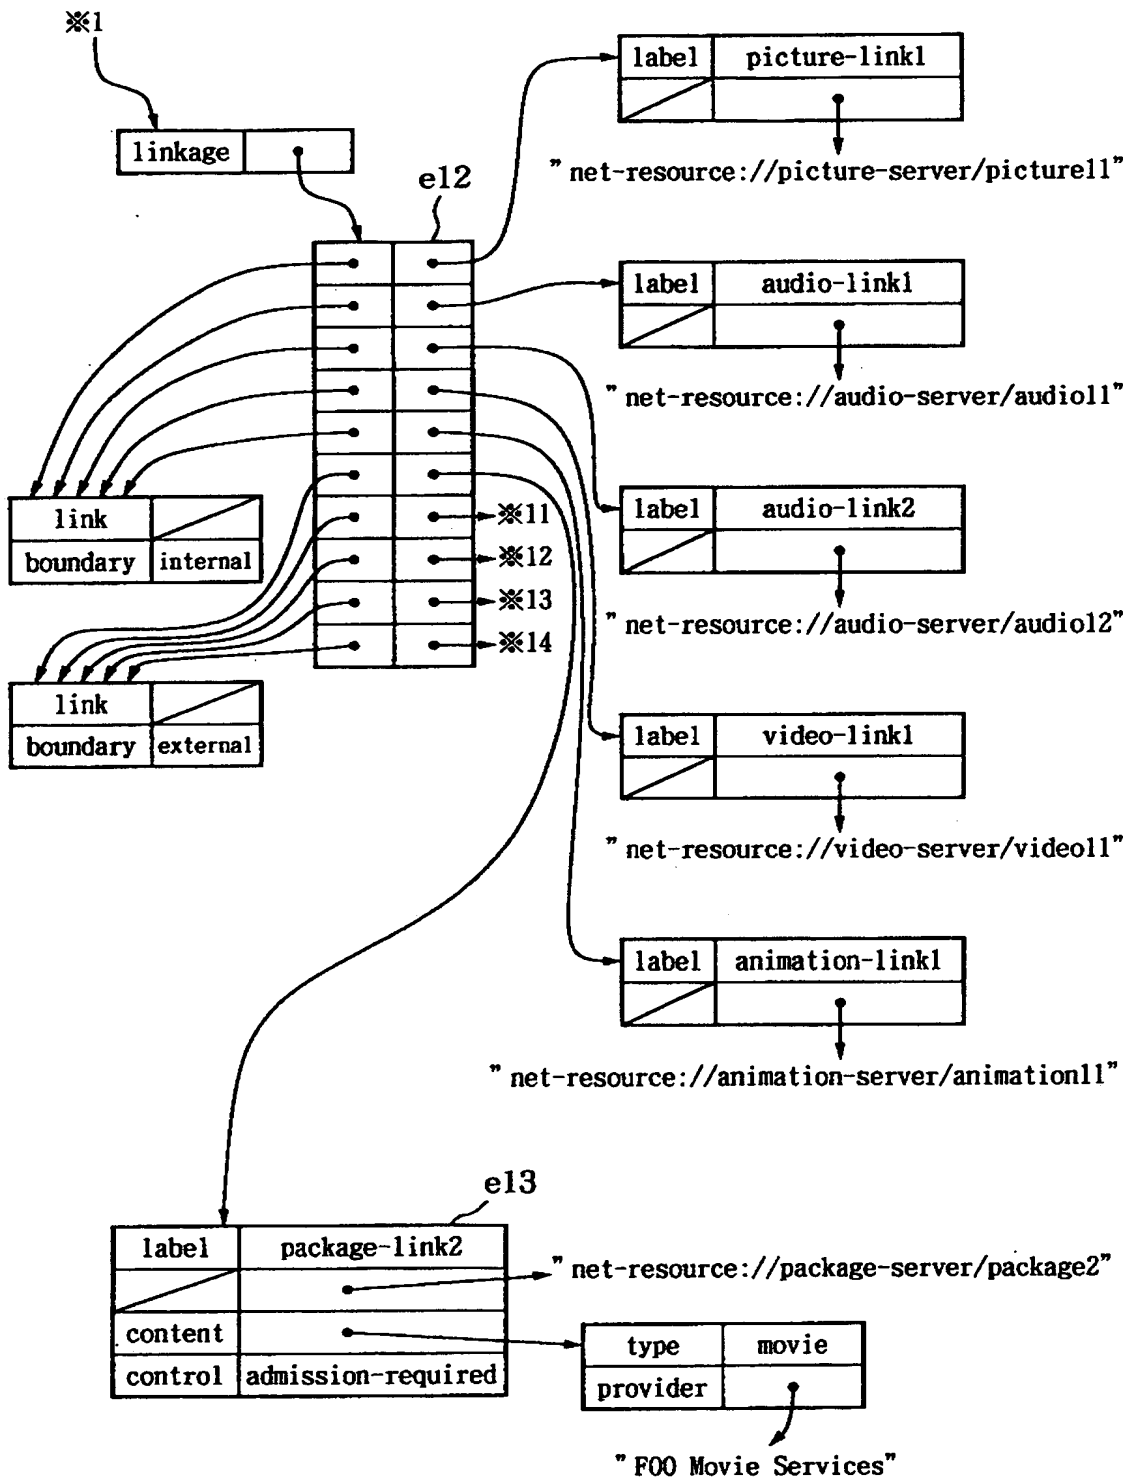 ※1
label picture-link1
linkage
" net-resource://picture-server/picture11"
e12
label audio-link1
" net-resource://audio-server/audio11"
link
boundary internal
label audio-link2
※11
※12
※13
※14
" net-resource://audio-server/audio12"
link
boundary external
label video-link1
" net-resource://video-server/video11"
label animation-link1
" net-resource://animation-server/animation11"
e13
label package-link2
" net-resource://package-server/package2"
content
control admission-required
type movie
provider
" FOO Movie Services"